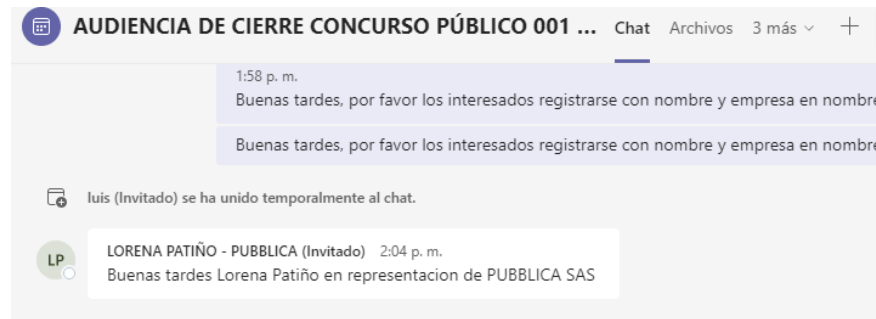 AUDIENCIA DE CIERRE CONCURSO PÚBLICO 001 ... Chat Archivos 3 más
1:58 p. m.
Buenas tardes, por favor los interesados registrarse con nombre y empresa en nombre
Buenas tardes, por favor los interesados registrarse con nombre y empresa en nombre
luis (Invitado) se ha unido temporalmente al chat.
LP
LORENA PATIÑO - PUBBLICA (Invitado) 2:04 p. m.
Buenas tardes Lorena Patiño en representacion de PUBBLICA SAS